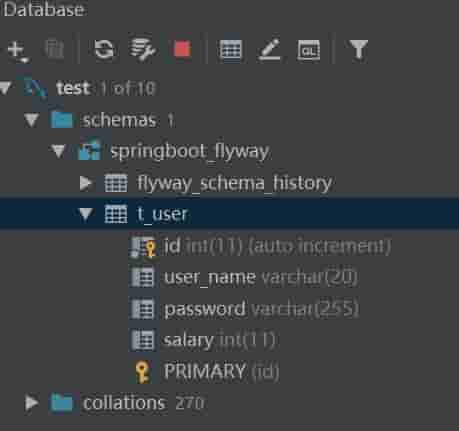 Database
test 1 of 10
schemas 1
springboot_flyway
flyway_schema_history
t_user
id int(11) (auto increment)
user_name varchar(20)
password varchar(255)
salary int(11)
PRIMARY (id)
collations 270